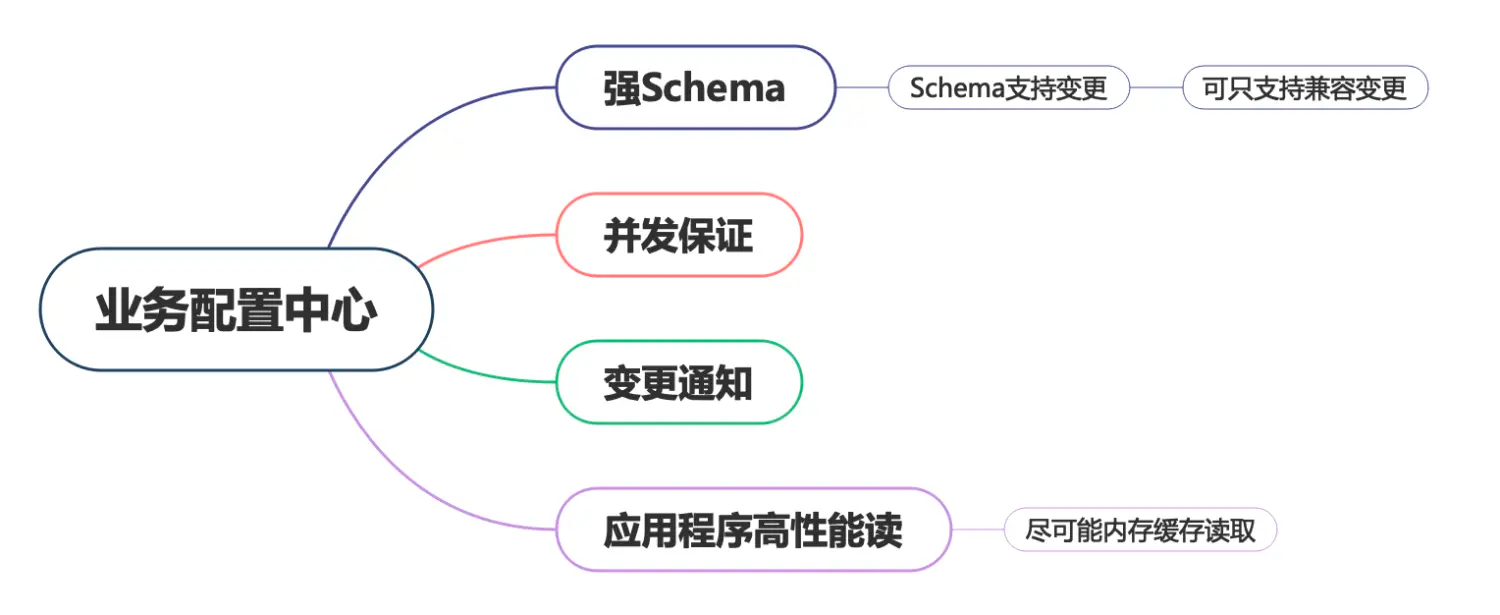 业务配置中心
强Schema
Schema支持变更
可只支持兼容变更
并发保证
变更通知
应用程序高性能读
尽可能内存缓存读取